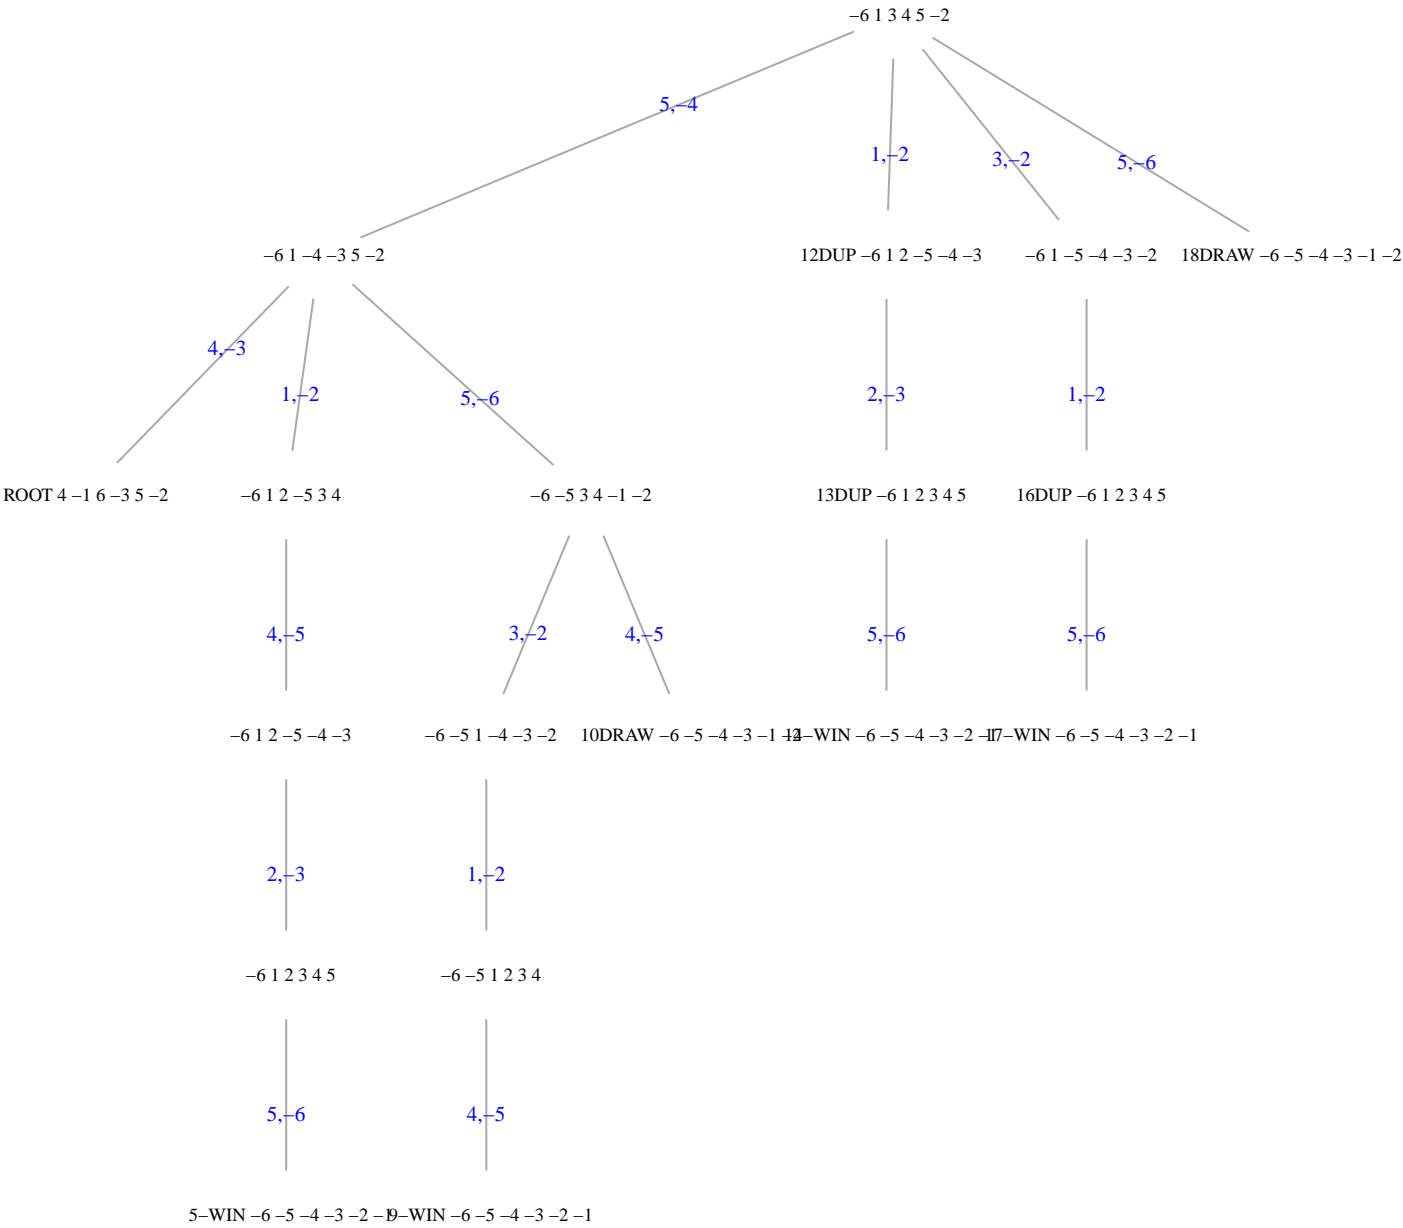 −6 1 3 4 5 −2
5,−4
1,−2
3,−2
5,−6
−6 1 −4 −3 5 −2
12DUP −6 1 2 −5 −4 −3
−6 1 −5 −4 −3 −2
18DRAW −6 −5 −4 −3 −1 −2
4,−3
1,−2
5,−6
2,−3
1,−2
ROOT 4 −1 6 −3 5 −2
−6 1 2 −5 3 4
−6 −5 3 4 −1 −2
13DUP −6 1 2 3 4 5
16DUP −6 1 2 3 4 5
4,−5
3,−2
4,−5
5,−6
5,−6
−6 1 2 −5 −4 −3
−6 −5 1 −4 −3 −2
10DRAW −6 −5 −4 −3 −1 −2
14−WIN −6 −5 −4 −3 −2 −1
17−WIN −6 −5 −4 −3 −2 −1
2,−3
1,−2
−6 1 2 3 4 5
−6 −5 1 2 3 4
5,−6
4,−5
5−WIN −6 −5 −4 −3 −2 −1
9−WIN −6 −5 −4 −3 −2 −1